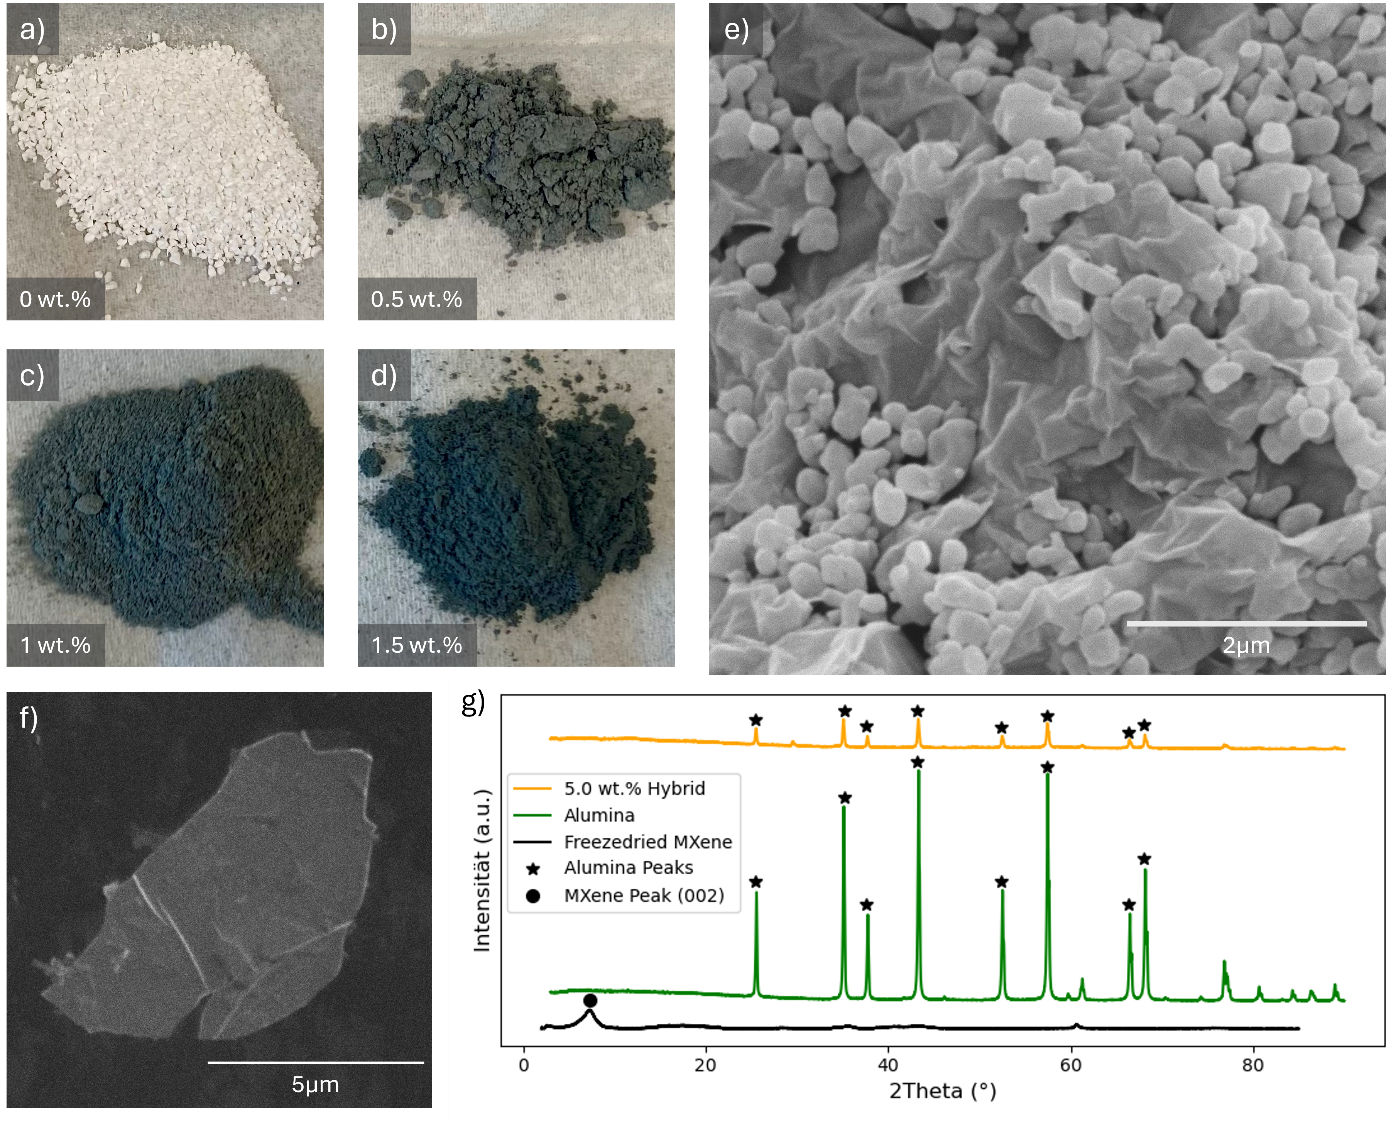 a)
0 wt.%
b)
0.5 wt.%
c)
1 wt.%
d)
1.5 wt.%
e)
2µm
f)
5µm
g)
Intensität (a.u.)
5.0 wt.% Hybrid
Alumina
Freezedried MXene
Alumina Peaks
MXene Peak (002)
0 20 40 60 80
2Theta (°)